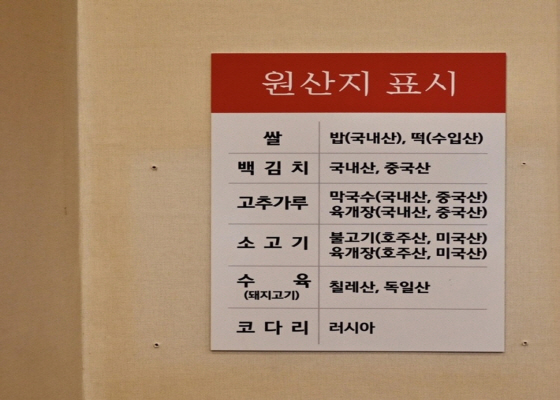 원산지 표시
쌀 밥(국내산), 떡(수입산)
백김치 국내산, 중국산
고추가루 막국수(국내산, 중국산)
육개장(국내산, 중국산)
소고기 불고기(호주산, 미국산)
육개장(호주산, 미국산)
수육 칠레산, 독일산
(돼지고기)
코다리 러시아